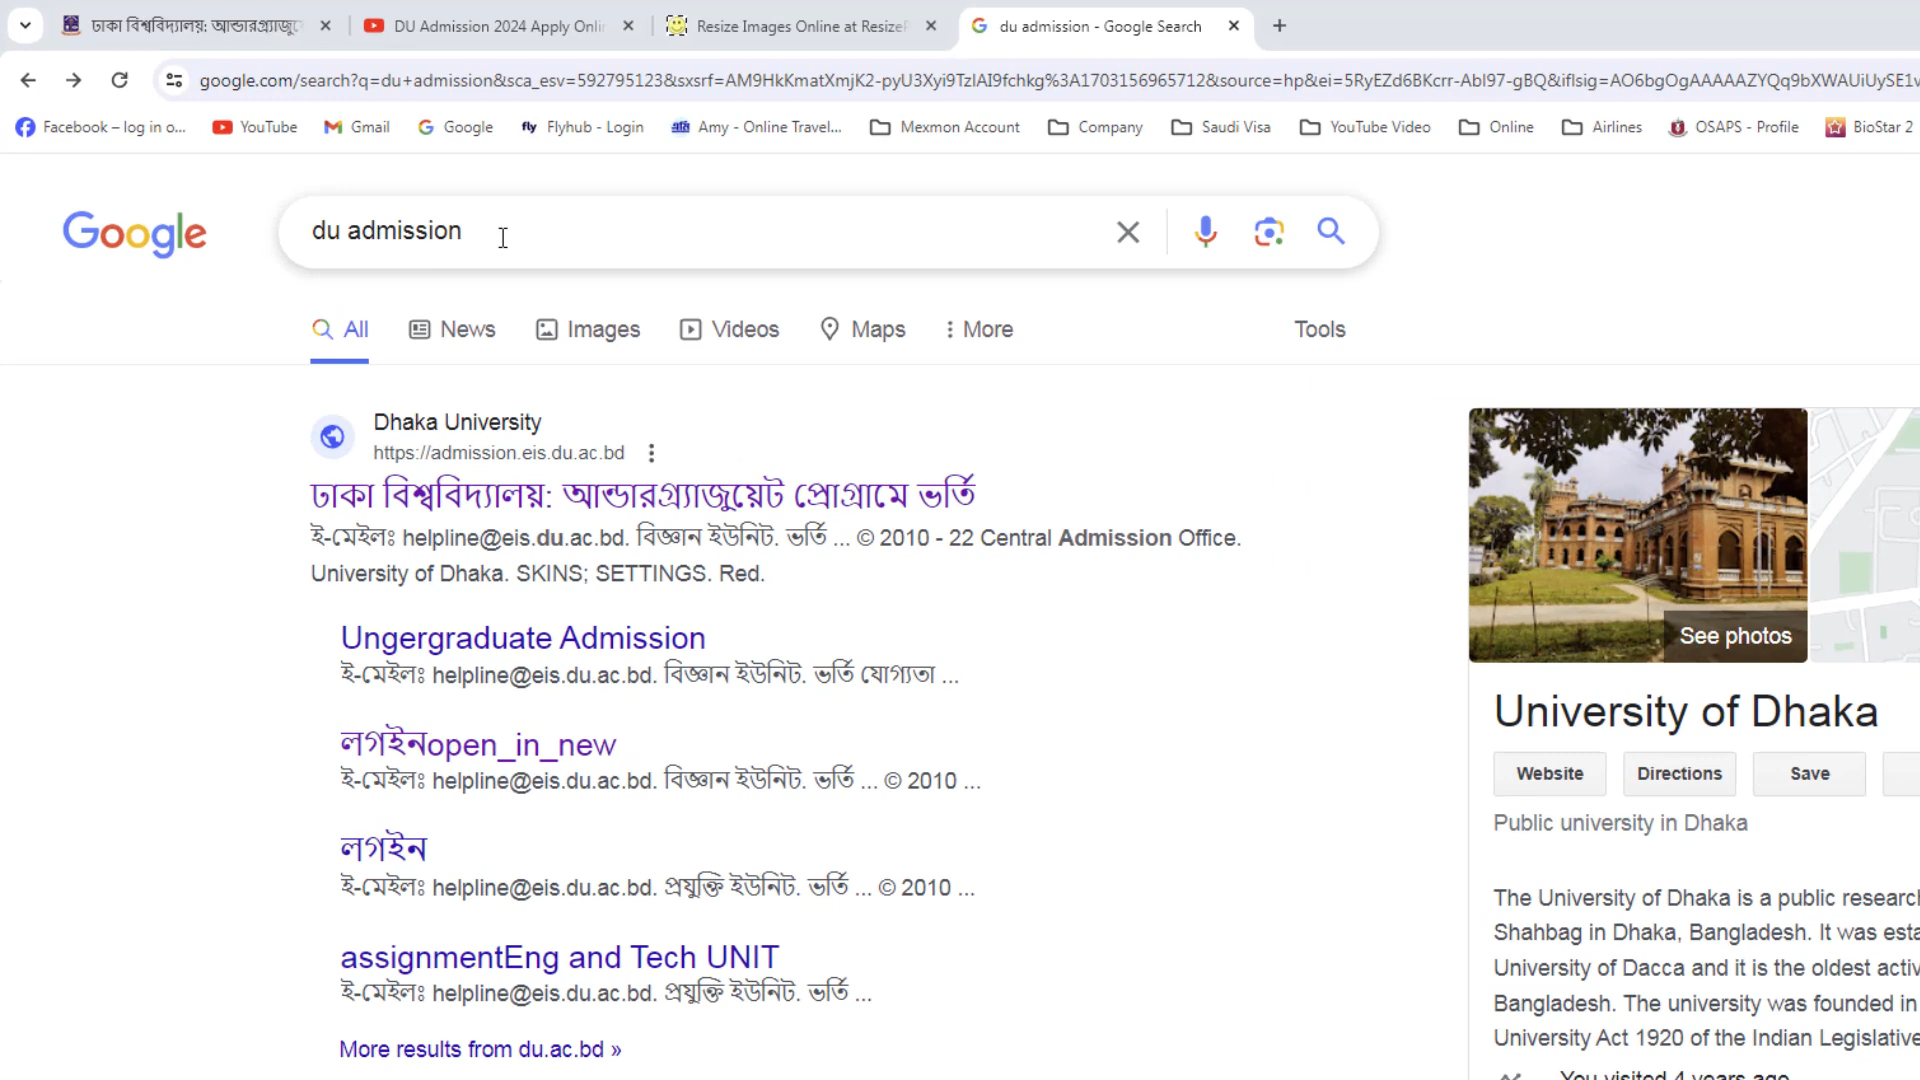 ঢাকা বিশ্ববিদ্যালয়: আন্ডারগ্র্যাজুয়ে
DU Admission 2024 Apply Onli
Resize Images Online at ResizeP
du admission - Google Search
google.com/search?q=du+admission&sca_esv=592795123&sxsrf=AM9HkKmatXmjK2-pyU3Xyi9TzlAI9fchkg%3A1703156965712&source=hp&ei=5RyEZd6BKcrr-AbI97-gBQ&iflsig=AO6bgOgAAAAAZYQq9bXWAUiUySE1v
Facebook – log in o...
YouTube
Gmail
Google
fly Flyhub - Login
Amy - Online Travel...
Mexmon Account
Company
Saudi Visa
YouTube Video
Online
Airlines
OSAPS - Profile
BioStar 2
Google
du admission
All
News
Images
Videos
Maps
More
Tools
Dhaka University
https://admission.eis.du.ac.bd
ঢাকা বিশ্ববিদ্যালয়: আন্ডারগ্র্যাজুয়েট প্রোগ্রামে ভর্তি
ই-মেইলঃ helpline@eis.du.ac.bd. বিজ্ঞান ইউনিট. ভর্তি ... © 2010 - 22 Central Admission Office.
University of Dhaka. SKINS; SETTINGS. Red.
Ungergraduate Admission
ই-মেইলঃ helpline@eis.du.ac.bd. বিজ্ঞান ইউনিট. ভর্তি যোগ্যতা ...
লগইনopen_in_new
ই-মেইলঃ helpline@eis.du.ac.bd. বিজ্ঞান ইউনিট. ভর্তি ... © 2010 ...
লগইন
ই-মেইলঃ helpline@eis.du.ac.bd. প্রযুক্তি ইউনিট. ভর্তি ... © 2010 ...
assignmentEng and Tech UNIT
ই-মেইলঃ helpline@eis.du.ac.bd. প্রযুক্তি ইউনিট. ভর্তি ...
More results from du.ac.bd »
See photos
University of Dhaka
Website
Directions
Save
Public university in Dhaka
The University of Dhaka is a public research
Shahbag in Dhaka, Bangladesh. It was esta
University of Dacca and it is the oldest activ
Bangladesh. The university was founded in
University Act 1920 of the Indian Legislative
You visited 4 years ago